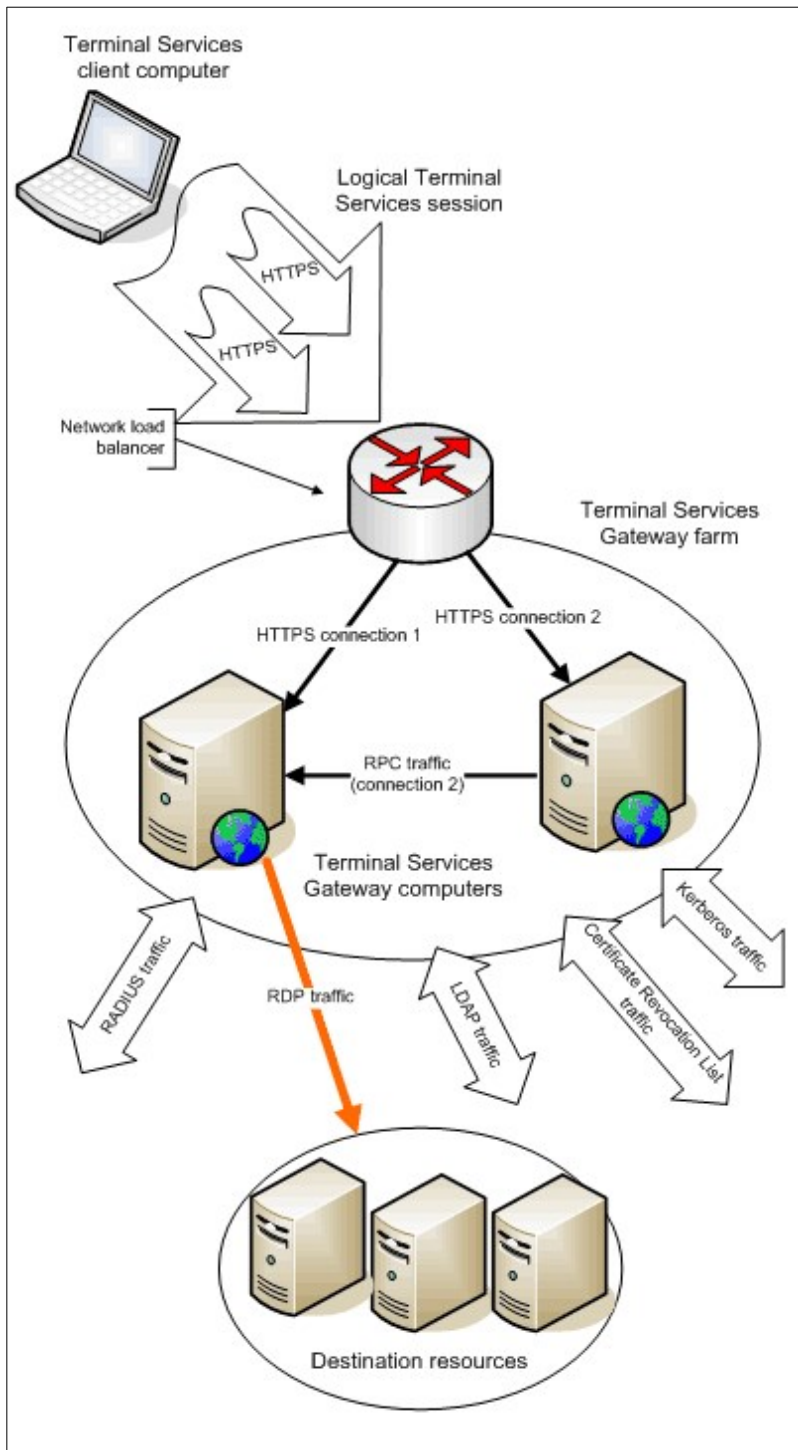 Terminal Services
client computer
Logical Terminal
Services session
HTTPS
HTTPS
Network load
balancer
Terminal Services
Gateway farm
HTTPS connection 1
HTTPS connection 2
RPC traffic
(connection 2)
Terminal Services
Gateway computers
RADIUS traffic
RDP traffic
LDAP traffic
Certificate Revocation List
traffic
Kerberos traffic
Destination resources